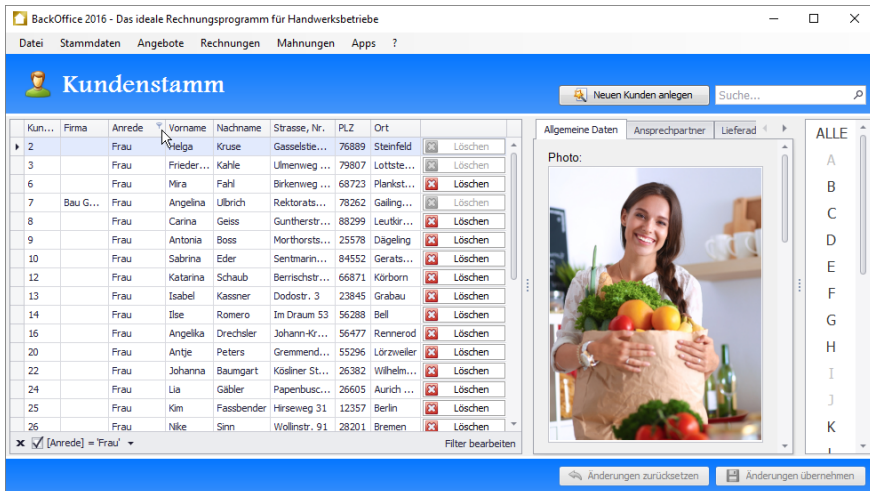 BackOffice 2016 - Das ideale Rechnungsprogramm für Handwerksbetriebe
Datei Stammdaten Angebote Rechnungen Mahnungen Apps ?
Kundenstamm
Neuen Kunden anlegen Suche...
Kun... Firma Anrede Vorname Nachname Strasse, Nr. PLZ Ort
2 Frau Helga Kruse Gasselstie... 76889 Steinfeld Löschen
3 Frau Frieder... Kahle Ulmenweg ... 79807 Lottste... Löschen
6 Frau Mira Fahl Birkenweg ... 68723 Plankst... Löschen
7 Bau G... Frau Angelina Ulbrich Rektorats... 78262 Gailing... Löschen
8 Frau Carina Geiss Guntherstr... 88299 Leutkir... Löschen
9 Frau Antonia Boss Morthorsts... 25578 Dägeling Löschen
10 Frau Sabrina Eder Sentmarin... 84552 Gerats... Löschen
12 Frau Katarina Schaub Berrischstr... 66871 Körborn Löschen
13 Frau Isabel Kassner Dodostr. 3 23845 Grabau Löschen
14 Frau Ilse Romero Im Draum 53 56288 Bell Löschen
16 Frau Angelika Drechsler Johann-Kr... 56477 Rennerod Löschen
20 Frau Antje Peters Gremmend... 55296 Lörzweiler Löschen
22 Frau Johanna Baumgart Kösliner St... 26382 Wilhelm... Löschen
24 Frau Lia Gäbler Papenbusc... 26605 Aurich ... Löschen
25 Frau Kim Fassbender Hirseweg 31 12357 Berlin Löschen
26 Frau Nike Sinn Wollinstr. 91 28201 Bremen Löschen
[Anrede] = 'Frau' Filter bearbeiten
Allgemeine Daten Ansprechpartner Lieferad
Photo:
ALLE
A
B
C
D
E
F
G
H
I
J
K
Änderungen zurücksetzen Änderungen übernehmen